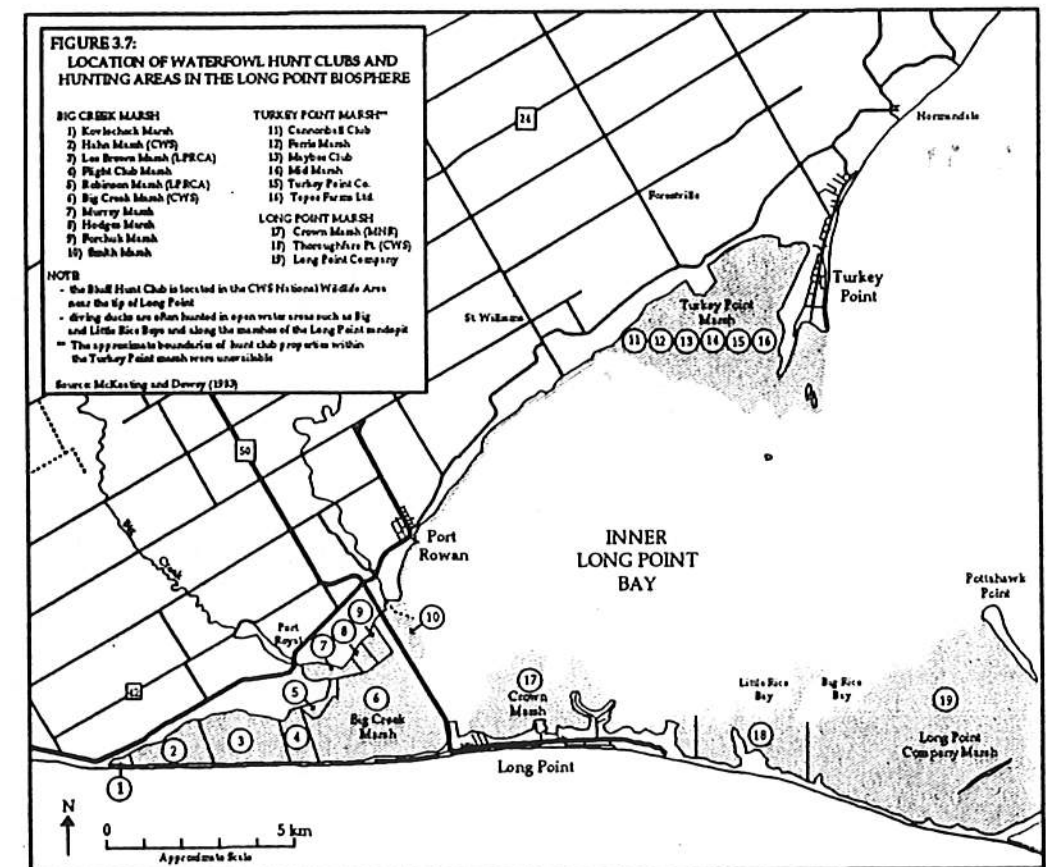 FIGURE 3.7:
LOCATION OF WATERFOWL HUNT CLUBS AND
HUNTING AREAS IN THE LONG POINT BIOSPHERE
BIG CREEK MARSH
1) Kovlecheck Marsh
2) Hahn Marsh (CWS)
3) Lee Brown Marsh (LPRCA)
4) Flight Club Marsh
5) Robinson Marsh (LPRCA)
6) Big Creek Marsh (CWS)
7) Murrey Marsh
8) Hodges Marsh
9) Porchuk Marsh
10) Smith Marsh
TURKEY POINT MARSH**
11) Cannonball Club
12) Ferris Marsh
13) Maybee Club
14) Mid Marsh
15) Turkey Point Co.
16) Topee Farms Ltd.
LONG POINT MARSH
17) Crown Marsh (MNR)
18) Thoroughfare Pt. (CWS)
19) Long Point Company
NOTE
- the Bluff Hunt Club is located in the CWS National Wildlife Area
near the tip of Long Point
- diving ducks are often hunted in open water areas such as Big
and Little Rice Bays and along the marshes of the Long Point sandspit
** The approximate boundaries of hunt club properties within
the Turkey Point marsh were unavailable
Source: McKeating and Dewey (1983)
24
Normandale
Forestville
Turkey
Point
Turkey Point
Marsh
St. Williams
11 12 13 14 15 16
50
Port
Rowan
INNER
LONG POINT
BAY
Big
Creek
Pottahawk
Point
Port
Royal
9
8
7
10
42
5
6
Big Creek
Marsh
17
Crown
Marsh
Little Rice
Bay
Big Rice
Bay
19
Long Point
Company Marsh
18
2
3
4
1
Long Point
N
0 5 km
Approximate Scale